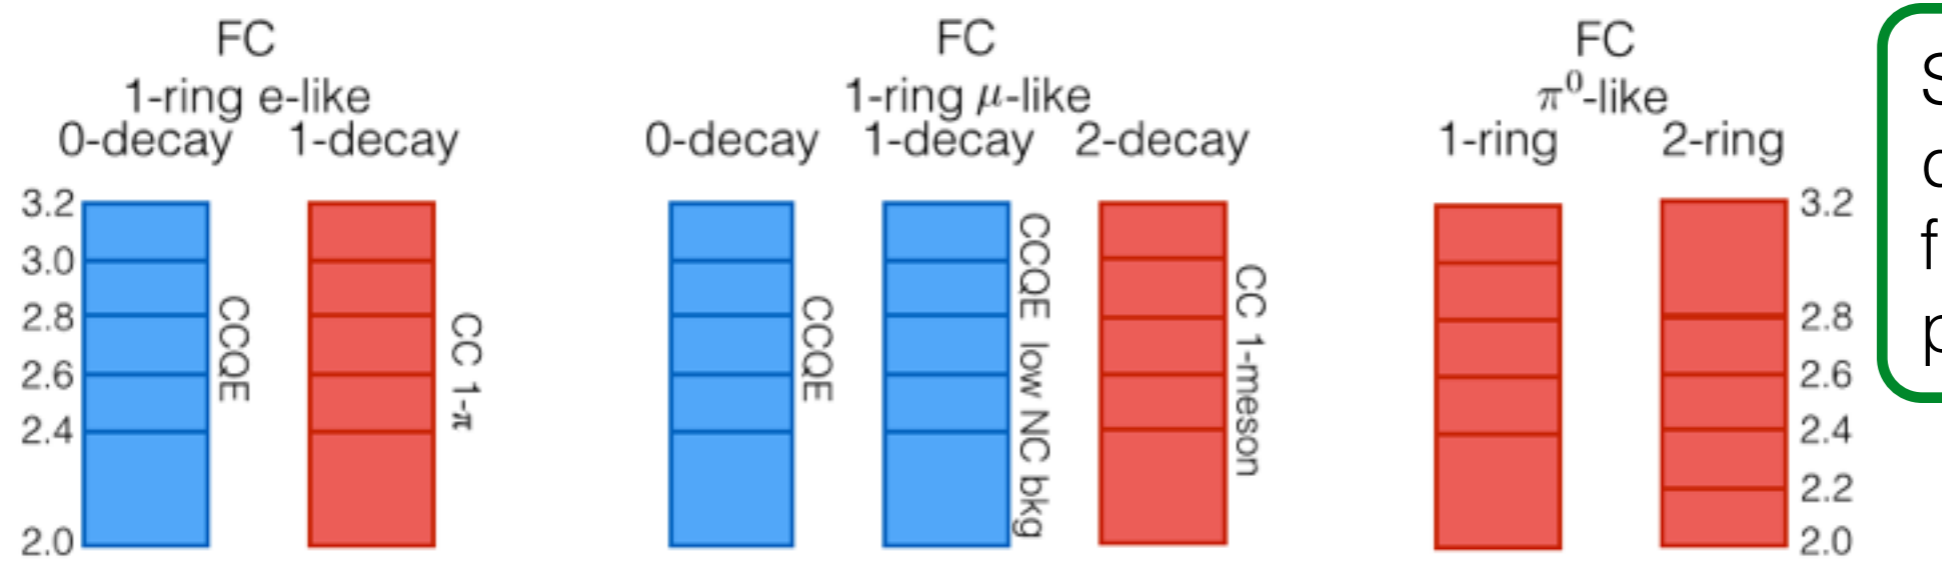 FC
1-ring e-like
0-decay 1-decay
3.2
3.0
2.8
2.6
2.4
2.0
CCQE
CC 1-π
FC
1-ring μ-like
0-decay 1-decay 2-decay
CCQE
CCQE low NC bkg
CC 1-meson
FC
π⁰-like
1-ring 2-ring
3.2
2.8
2.6
2.4
2.2
2.0